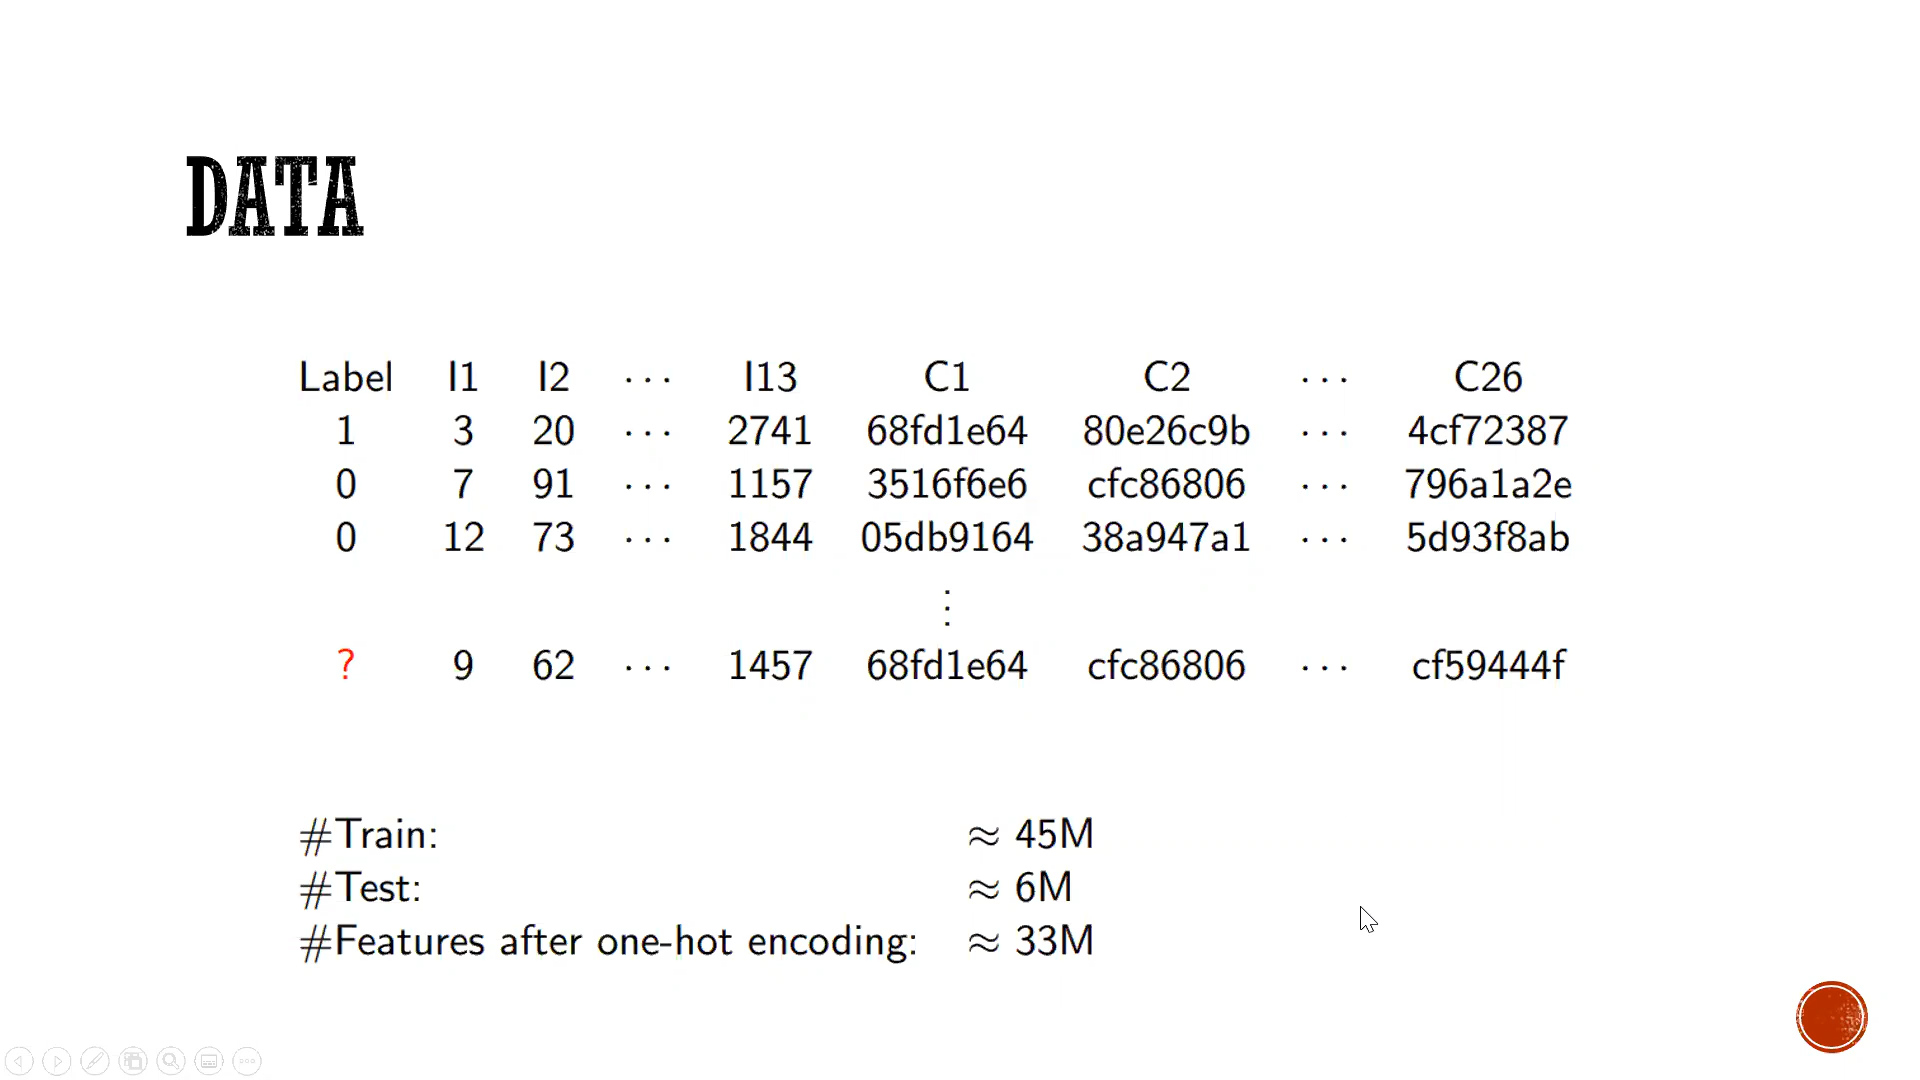 DATA
Label I1 I2 ··· I13 C1 C2 ··· C26
1 3 20 ··· 2741 68fd1e64 80e26c9b ··· 4cf72387
0 7 91 ··· 1157 3516f6e6 cfc86806 ··· 796a1a2e
0 12 73 ··· 1844 05db9164 38a947a1 ··· 5d93f8ab
⋮
? 9 62 ··· 1457 68fd1e64 cfc86806 ··· cf59444f
#Train: ≈ 45M
#Test: ≈ 6M
#Features after one-hot encoding: ≈ 33M